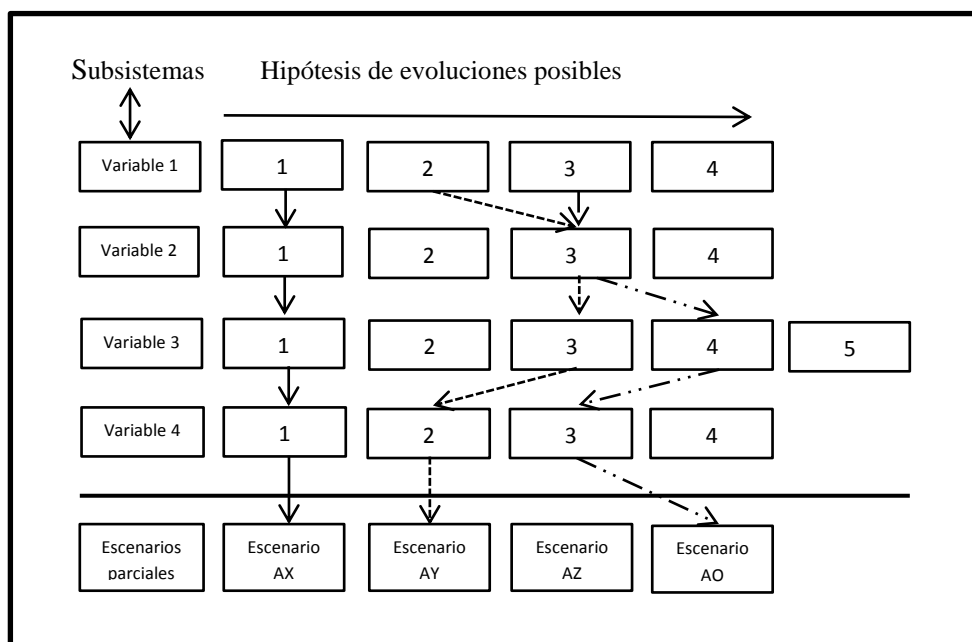 Subsistemas Hipótesis de evoluciones posibles
Variable 1 1 2 3 4
Variable 2 1 2 3 4
Variable 3 1 2 3 4 5
Variable 4 1 2 3 4
Escenarios parciales
Escenario AX
Escenario AY
Escenario AZ
Escenario AO